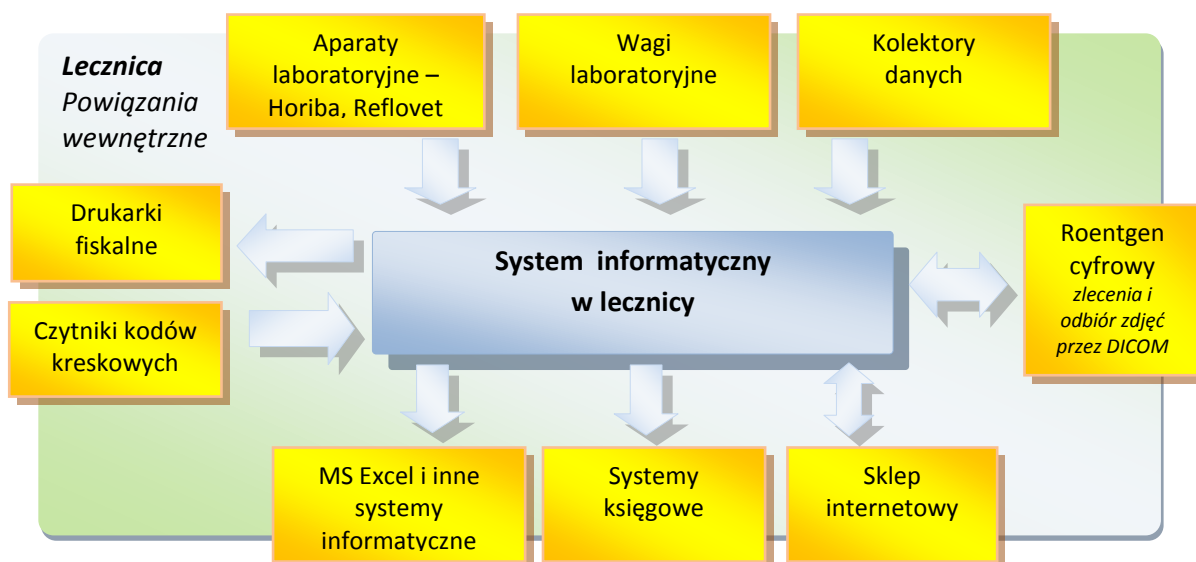 Lecznica
Powiązania
wewnętrzne
Aparaty
laboratoryjne –
Horiba, Reflovet
Wagi
laboratoryjne
Kolektory
danych
Drukarki
fiskalne
Czytniki kodów
kreskowych
System informatyczny
w lecznicy
Roentgen
cyfrowy
zlecenia i
odbiór zdjęć
przez DICOM
MS Excel i inne
systemy
informatyczne
Systemy
księgowe
Sklep
internetowy